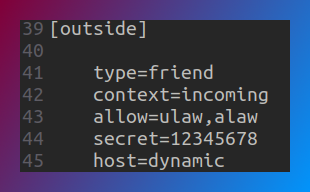 39 [outside]
40
41     type=friend
42     context=incoming
43     allow=ulaw,alaw
44     secret=12345678
45     host=dynamic